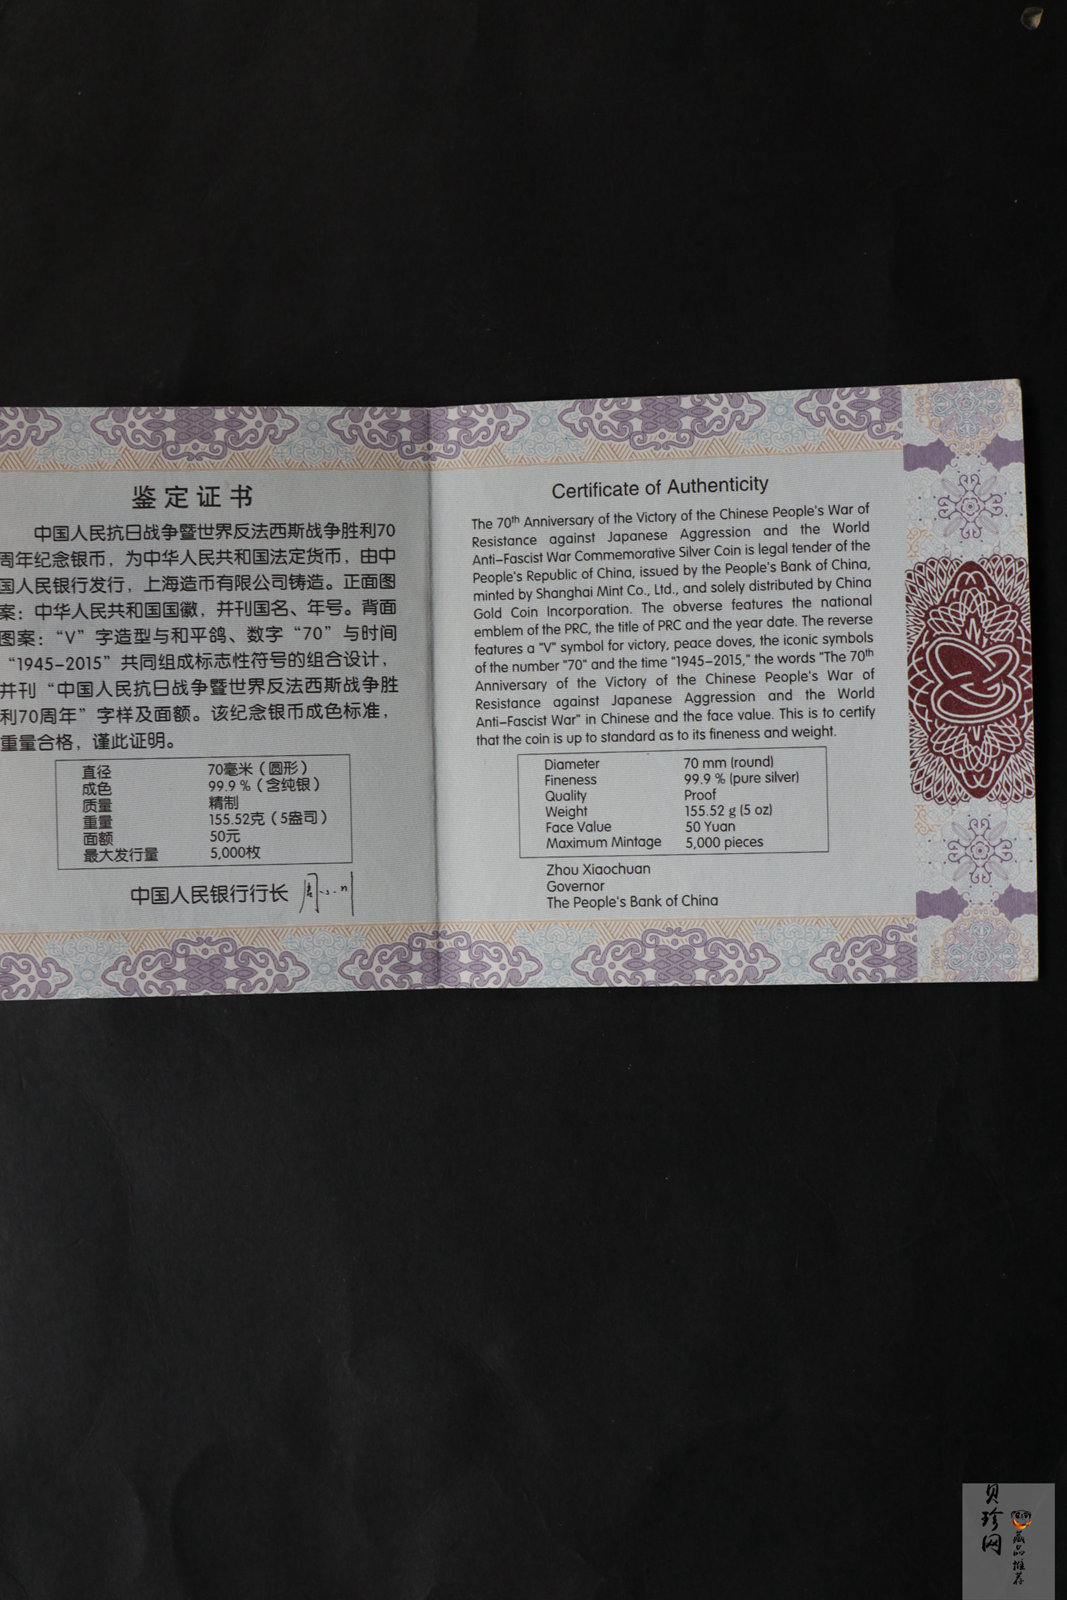 鉴定证书
中国人民抗日战争暨世界反法西斯战争胜利70
周年纪念银币，为中华人民共和国法定货币，由中
国人民银行发行，上海造币有限公司铸造。正面图
案：中华人民共和国国徽，并刊国名、年号。背面
图案：“V”字造型与和平鸽、数字“70”与时间
“1945-2015”共同组成标志性符号的组合设计，
并刊“中国人民抗日战争暨世界反法西斯战争胜
利70周年”字样及面额。该纪念银币成色标准，
重量合格，谨此证明。
直径 70毫米（圆形）
成色 99.9%（含纯银）
质量 精制
重量 155.52克（5盎司）
面额 50元
最大发行量 5,000枚
中国人民银行行长
Certificate of Authenticity
The 70th Anniversary of the Victory of the Chinese People's War of
Resistance against Japanese Aggression and the World
Anti-Fascist War Commemorative Silver Coin is legal tender of the
People's Republic of China, issued by the People's Bank of China,
minted by Shanghai Mint Co., Ltd., and solely distributed by China
Gold Coin Incorporation. The obverse features the national
emblem of the PRC, the title of PRC and the year date. The reverse
features a "V" symbol for victory, peace doves, the iconic symbols
of the number "70" and the time "1945-2015," the words "The 70th
Anniversary of the Victory of the Chinese People's War of
Resistance against Japanese Aggression and the World
Anti-Fascist War" in Chinese and the face value. This is to certify
that the coin is up to standard as to its fineness and weight.
Diameter 70 mm (round)
Fineness 99.9 % (pure silver)
Quality Proof
Weight 155.52 g (5 oz)
Face Value 50 Yuan
Maximum Mintage 5,000 pieces
Zhou Xiaochuan
Governor
The People's Bank of China
贝珍网
藏品推荐